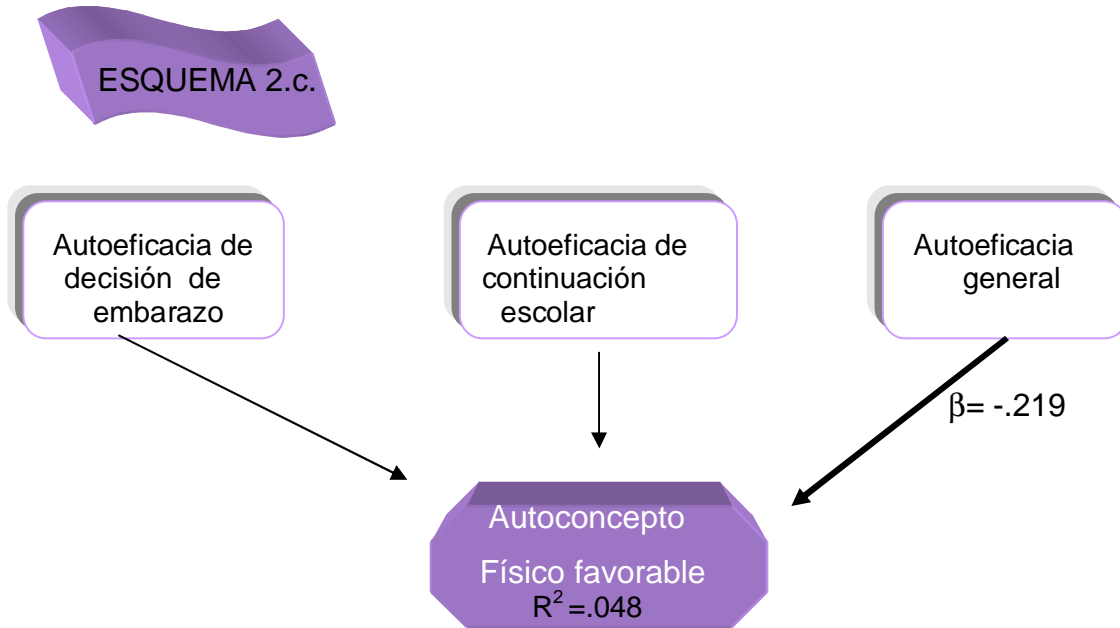 ESQUEMA 2.c.
Autoeficacia de
decisión de
embarazo
Autoeficacia de
continuación
escolar
Autoeficacia
general
β= -.219
Autoconcepto
Físico favorable
R² =.048